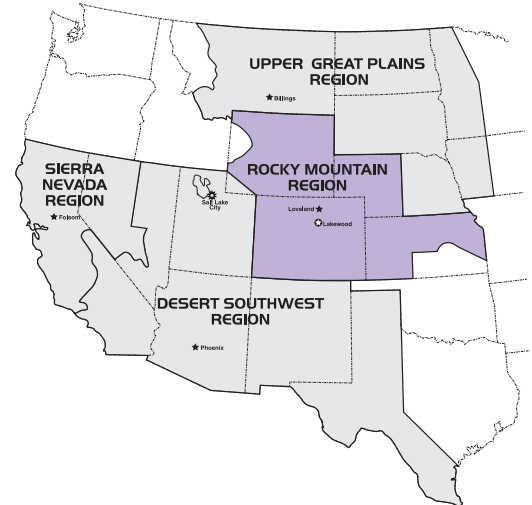 UPPER GREAT PLAINS
REGION
Billings
SIERRA
NEVADA
REGION
Folsom
Salt Lake
City
ROCKY MOUNTAIN
REGION
Loveland
Lakewood
DESERT SOUTHWEST
REGION
Phoenix